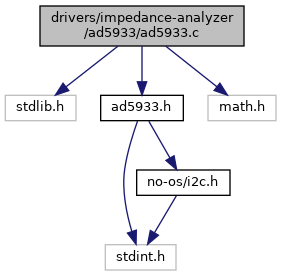 drivers/impedance-analyzer
/ad5933/ad5933.c
stdlib.h
ad5933.h
math.h
no-os/i2c.h
stdint.h